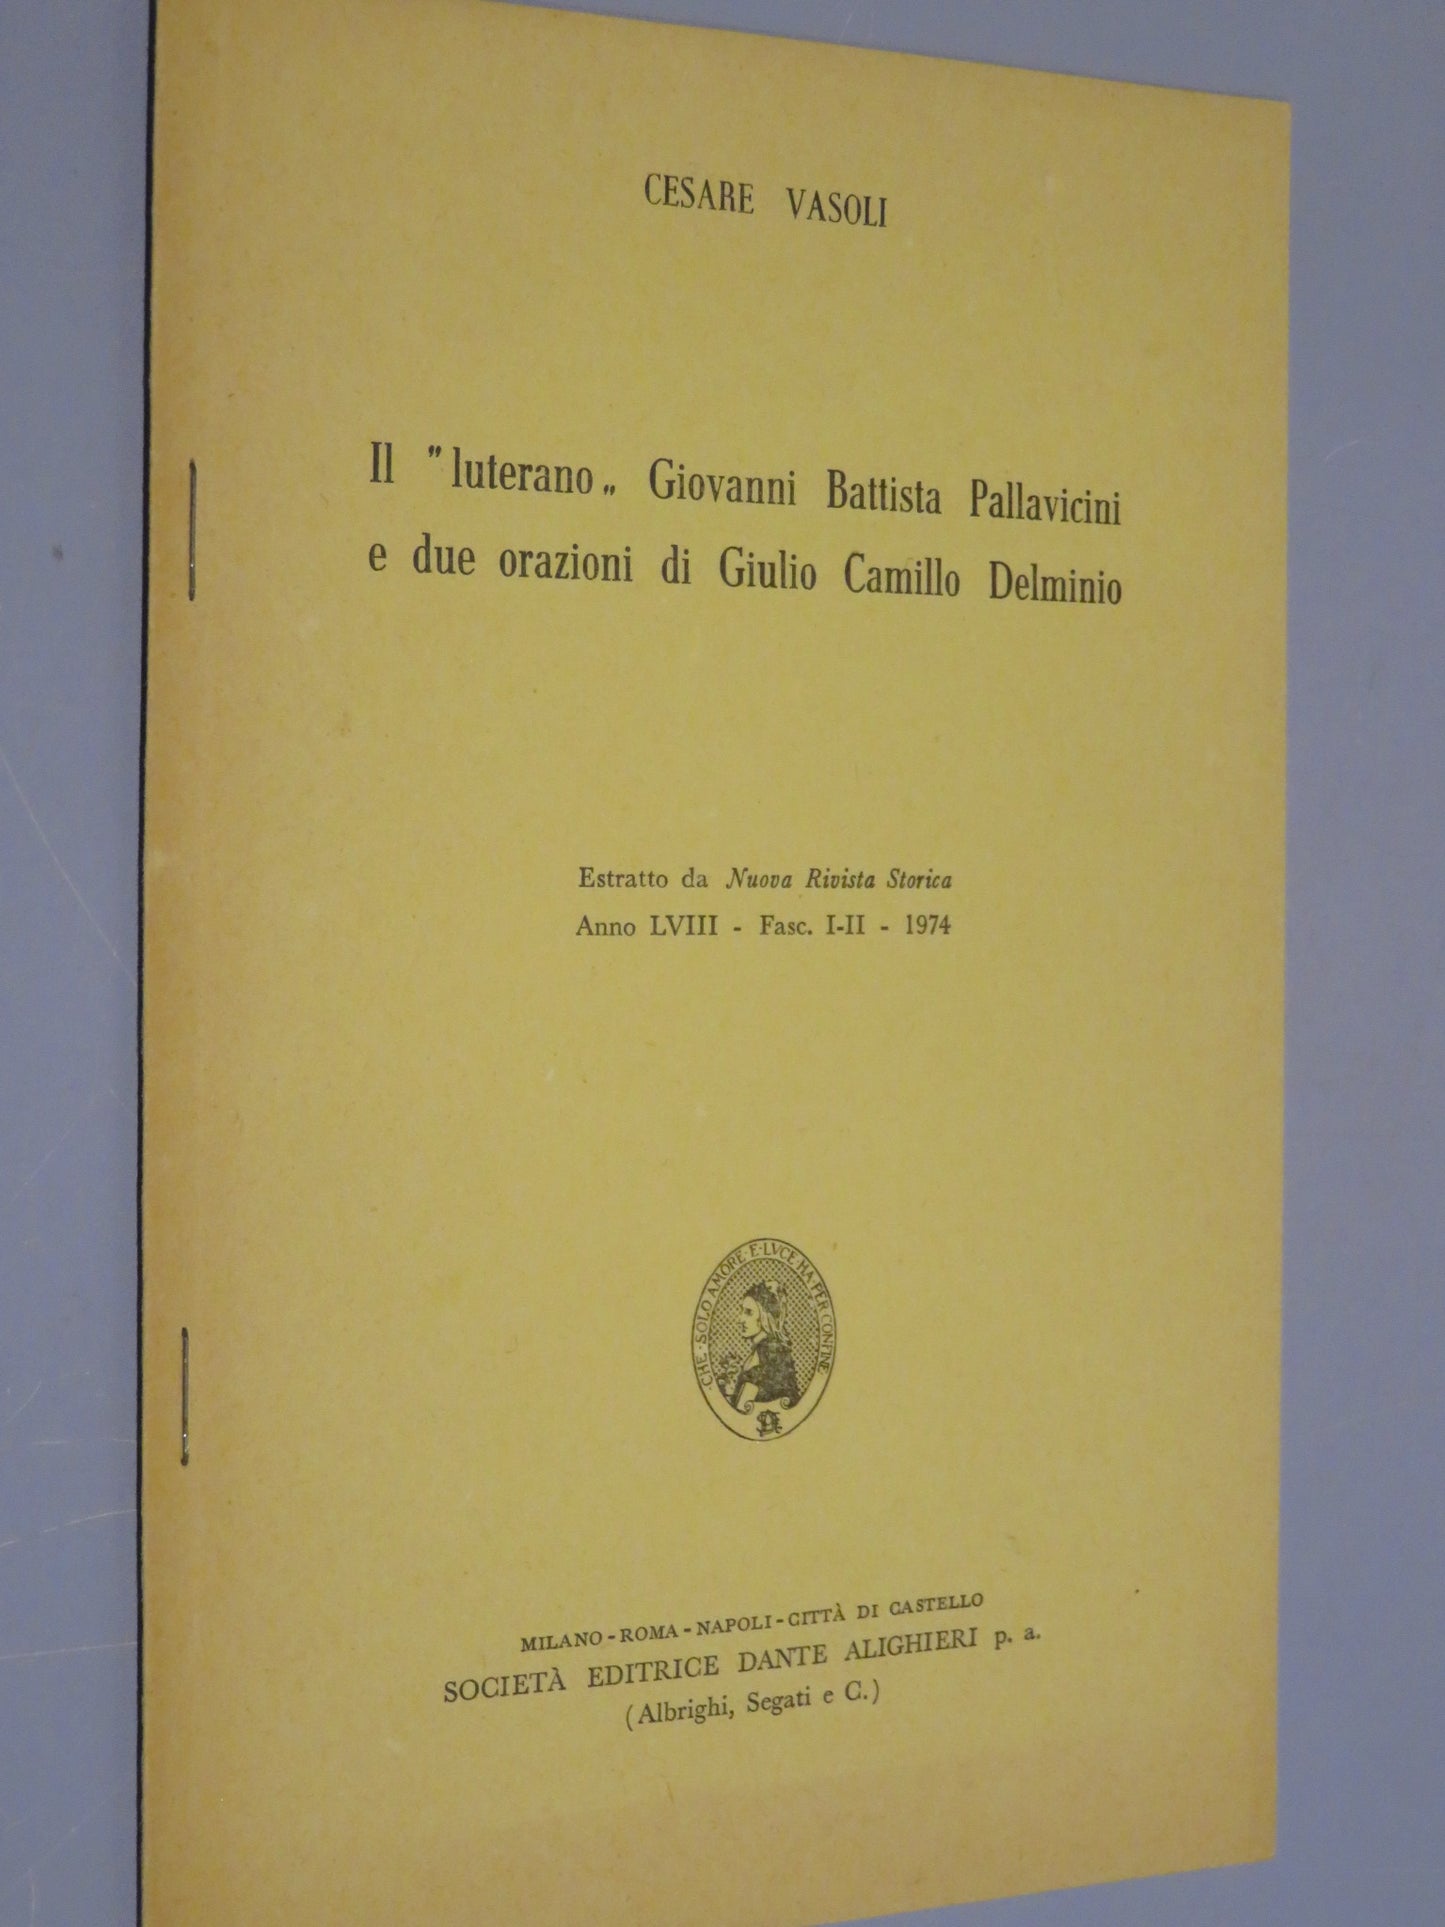 CESARE VASOLI
Il "luterano„ Giovanni Battista Pallavicini
e due orazioni di Giulio Camillo Delminio
Estratto da Nuova Rivista Storica
Anno LVIII - Fasc. I-II - 1974
CHE · SOLO AMORE · E · LVCE HA · PER CONFINE
MILANO - ROMA - NAPOLI - CITTÀ DI CASTELLO
SOCIETÀ EDITRICE DANTE ALIGHIERI p. a.
(Albrighi, Segati e C.)